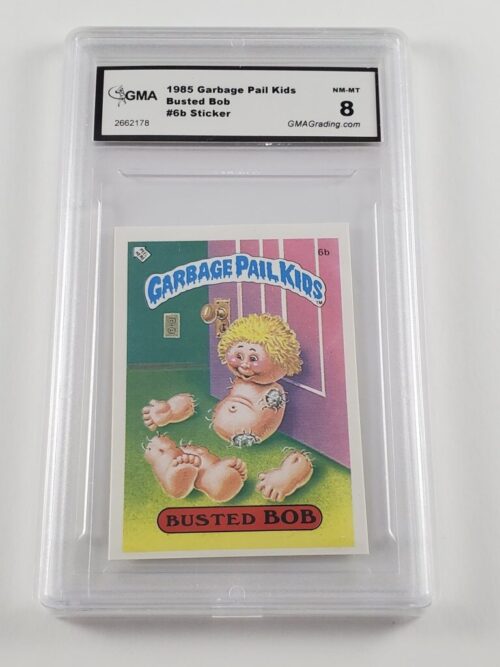 GMA
2662178
1985 Garbage Pail Kids
Busted Bob
#6b Sticker
NM-MT
8
GMAGrading.com
6b
GARBAGE PAIL KIDS
BUSTED BOB